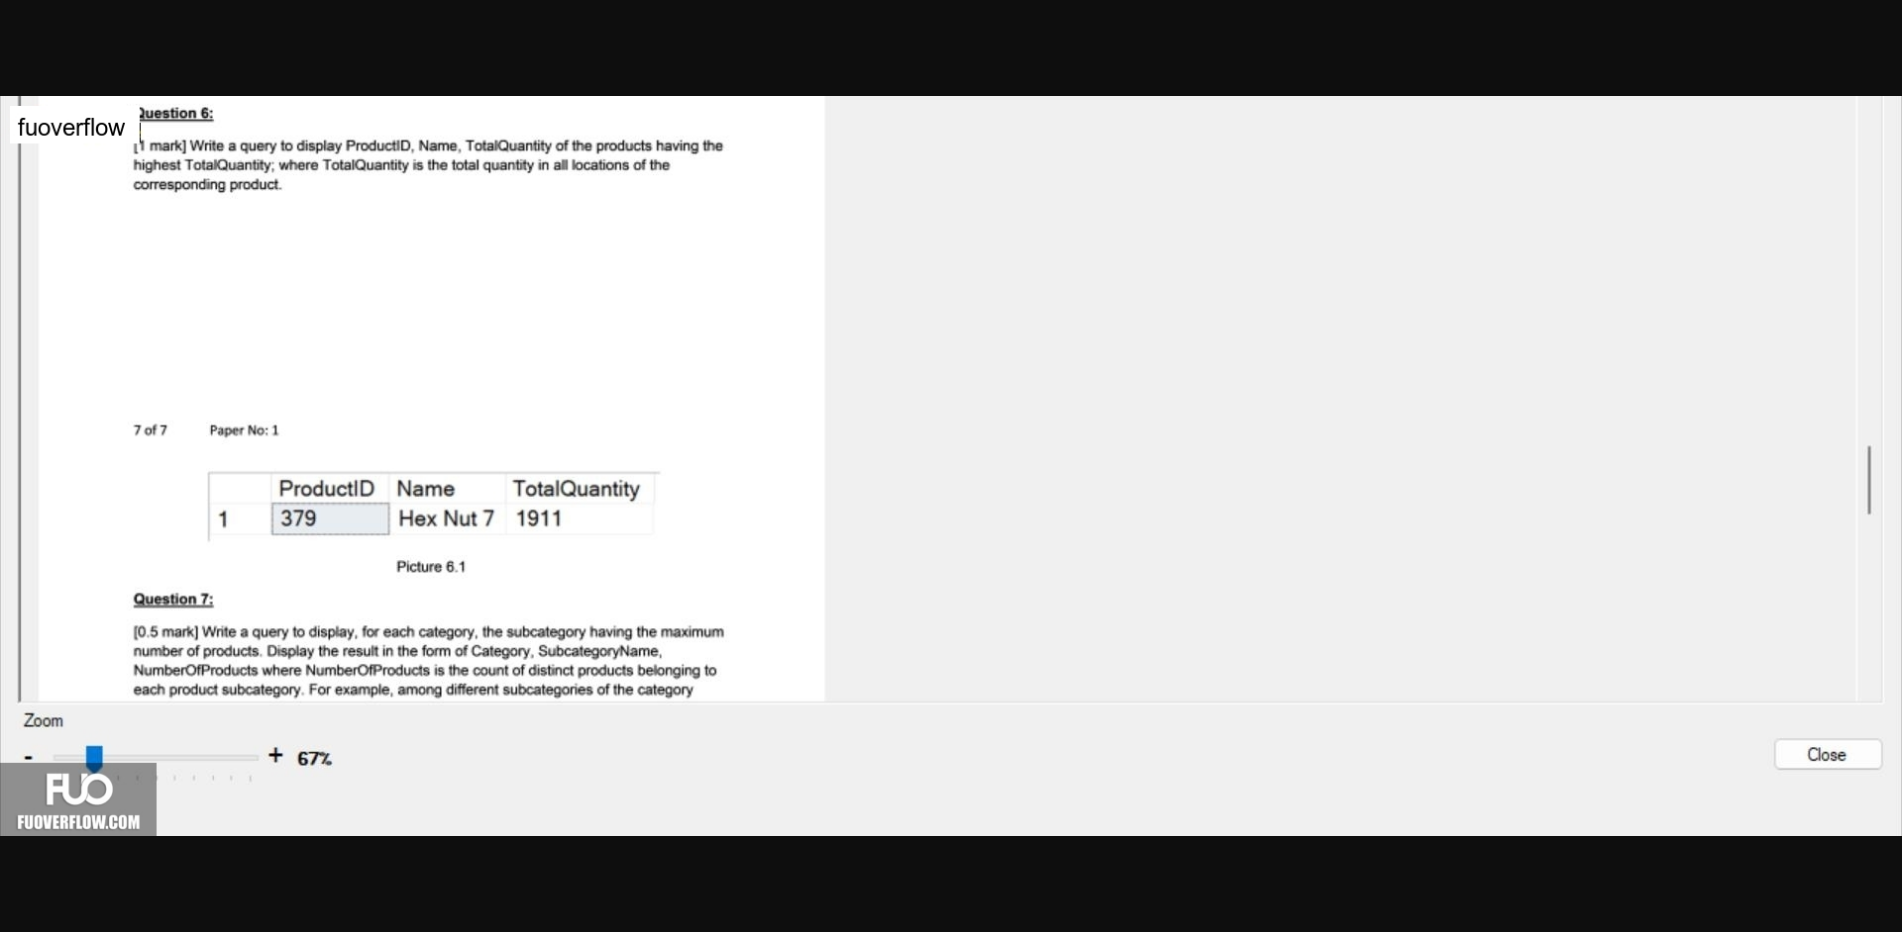 Question 6:
fuoverflow
[1 mark] Write a query to display ProductID, Name, TotalQuantity of the products having the
highest TotalQuantity; where TotalQuantity is the total quantity in all locations of the
corresponding product.
7 of 7 Paper No: 1
ProductID Name TotalQuantity
1 379 Hex Nut 7 1911
Picture 6.1
Question 7:
[0.5 mark] Write a query to display, for each category, the subcategory having the maximum
number of products. Display the result in the form of Category, SubcategoryName,
NumberOfProducts where NumberOfProducts is the count of distinct products belonging to
each product subcategory. For example, among different subcategories of the category
Zoom
- + 67%
Close
FUO
FUOVERFLOW.COM